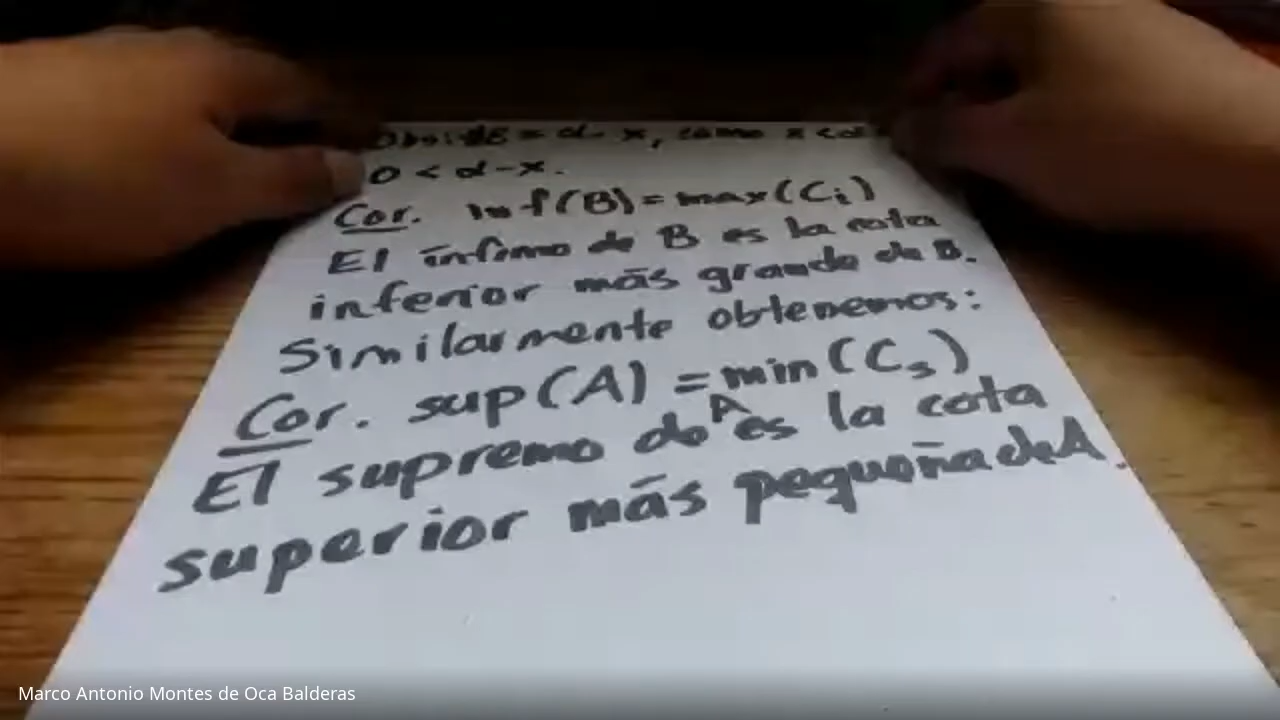 = α - x, como x < α
0 < α - x.
Cor. Inf(B) = max(Ci)
El ínfimo de B es la cota
inferior más grande de B.
Similarmente obtenemos:
Cor. sup(A) = min(Cs)
El supremo de A es la cota
superior más pequeña de A.
Marco Antonio Montes de Oca Balderas